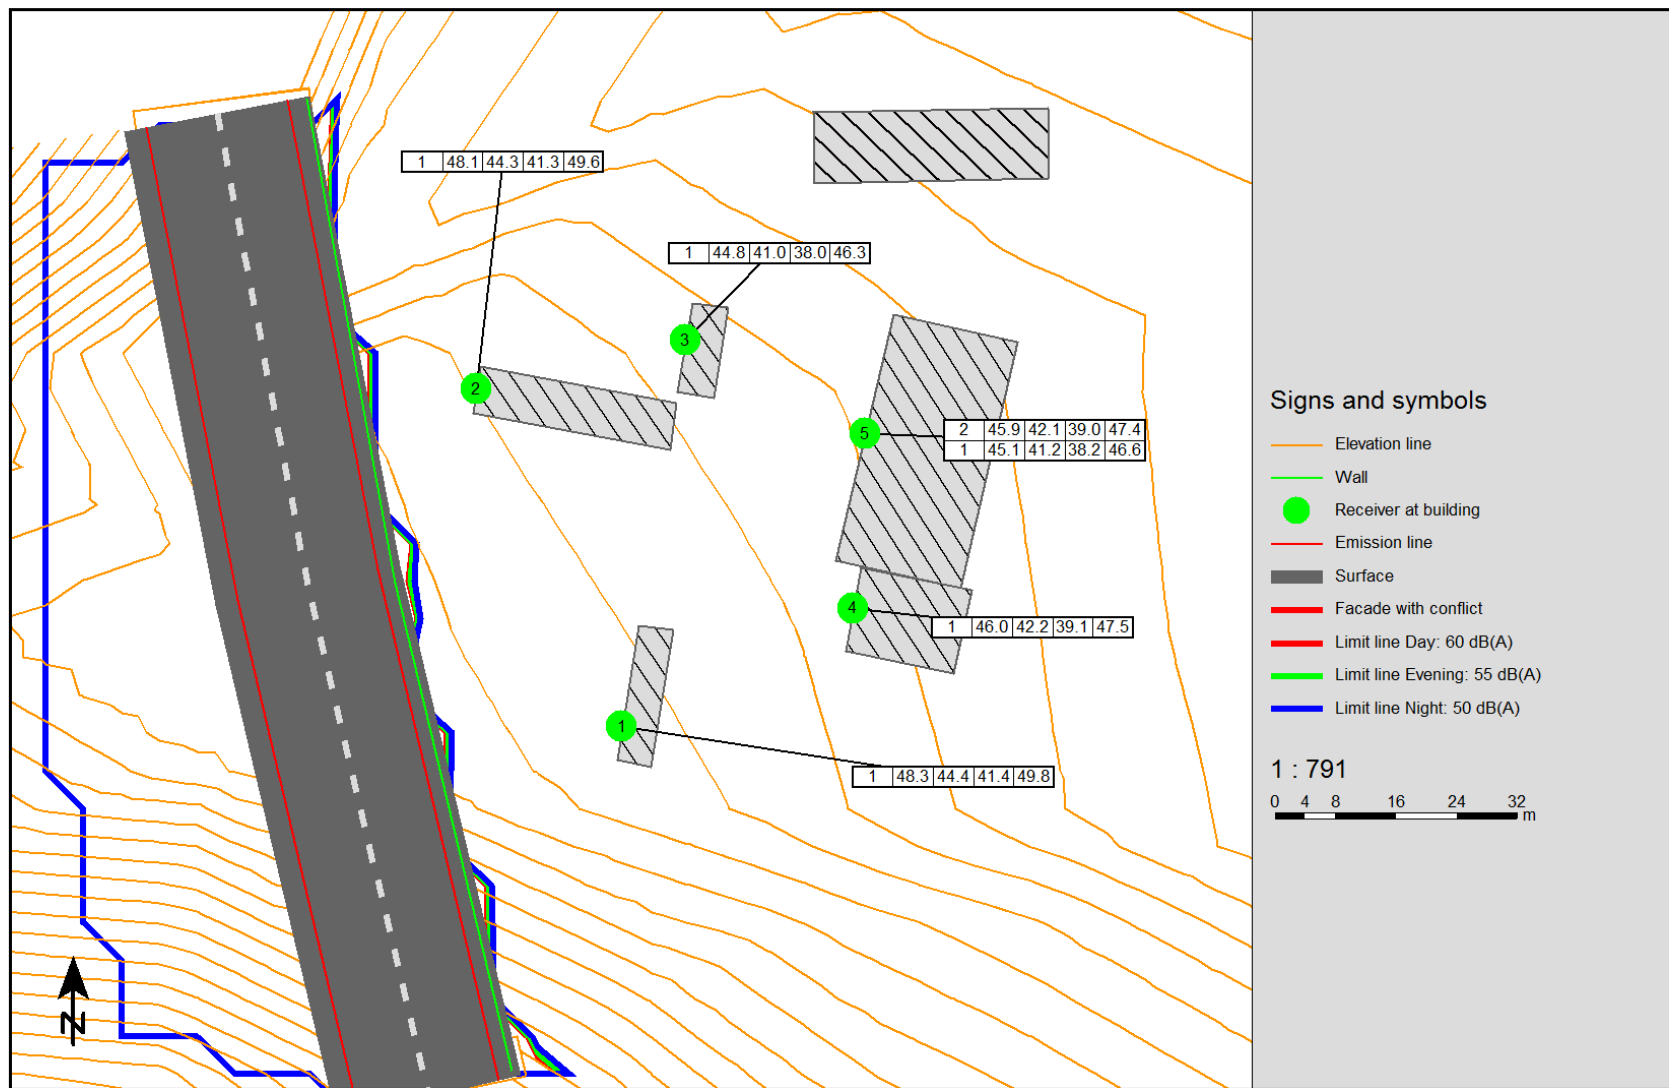 1 48.1 44.3 41.3 49.6
1 44.8 41.0 38.0 46.3
3
2
5
2 45.9 42.1 39.0 47.4
1 45.1 41.2 38.2 46.6
4
1 46.0 42.2 39.1 47.5
1
1 48.3 44.4 41.4 49.8
N
Signs and symbols
Elevation line
Wall
Receiver at building
Emission line
Surface
Facade with conflict
Limit line Day: 60 dB(A)
Limit line Evening: 55 dB(A)
Limit line Night: 50 dB(A)
1 : 791
0 4 8 16 24 32
m